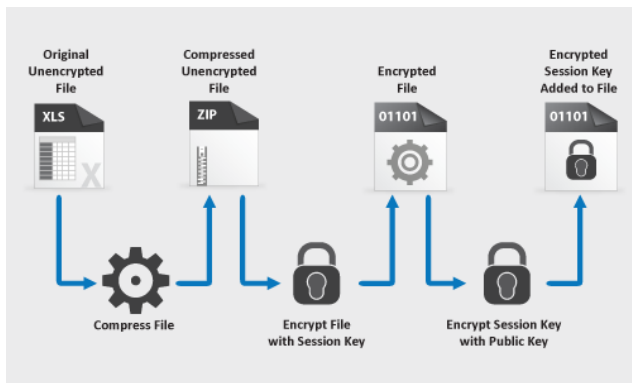 Original
Unencrypted
File
Compressed
Unencrypted
File
Encrypted
File
Encrypted
Session Key
Added to File
XLS
X
ZIP
01101
01101
Compress File
Encrypt File
with Session Key
Encrypt Session Key
with Public Key